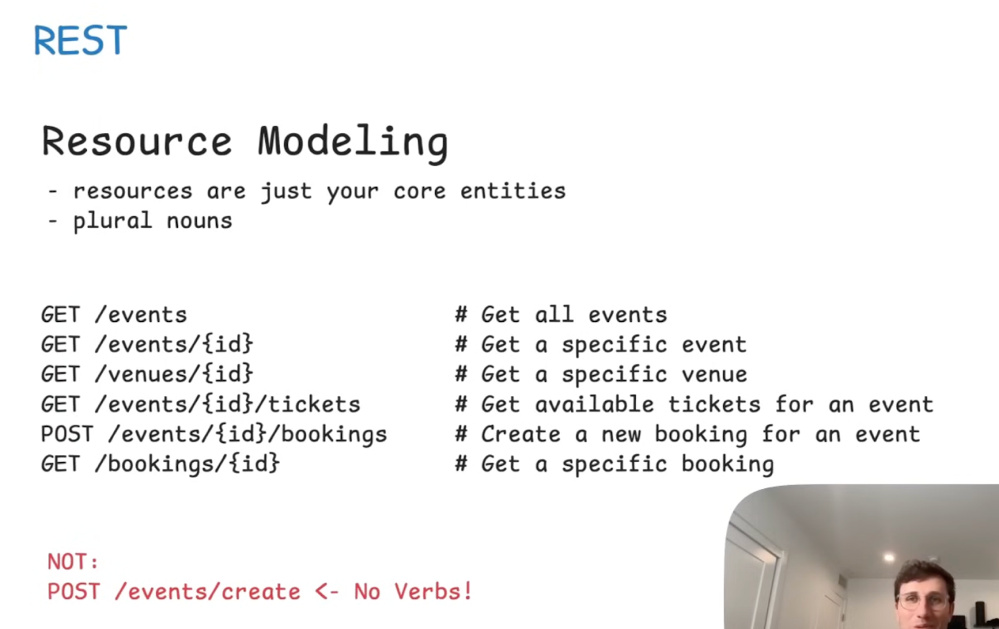 REST
Resource Modeling
- resources are just your core entities
- plural nouns
GET /events # Get all events
GET /events/{id} # Get a specific event
GET /venues/{id} # Get a specific venue
GET /events/{id}/tickets # Get available tickets for an event
POST /events/{id}/bookings # Create a new booking for an event
GET /bookings/{id} # Get a specific booking
NOT:
POST /events/create <- No Verbs!